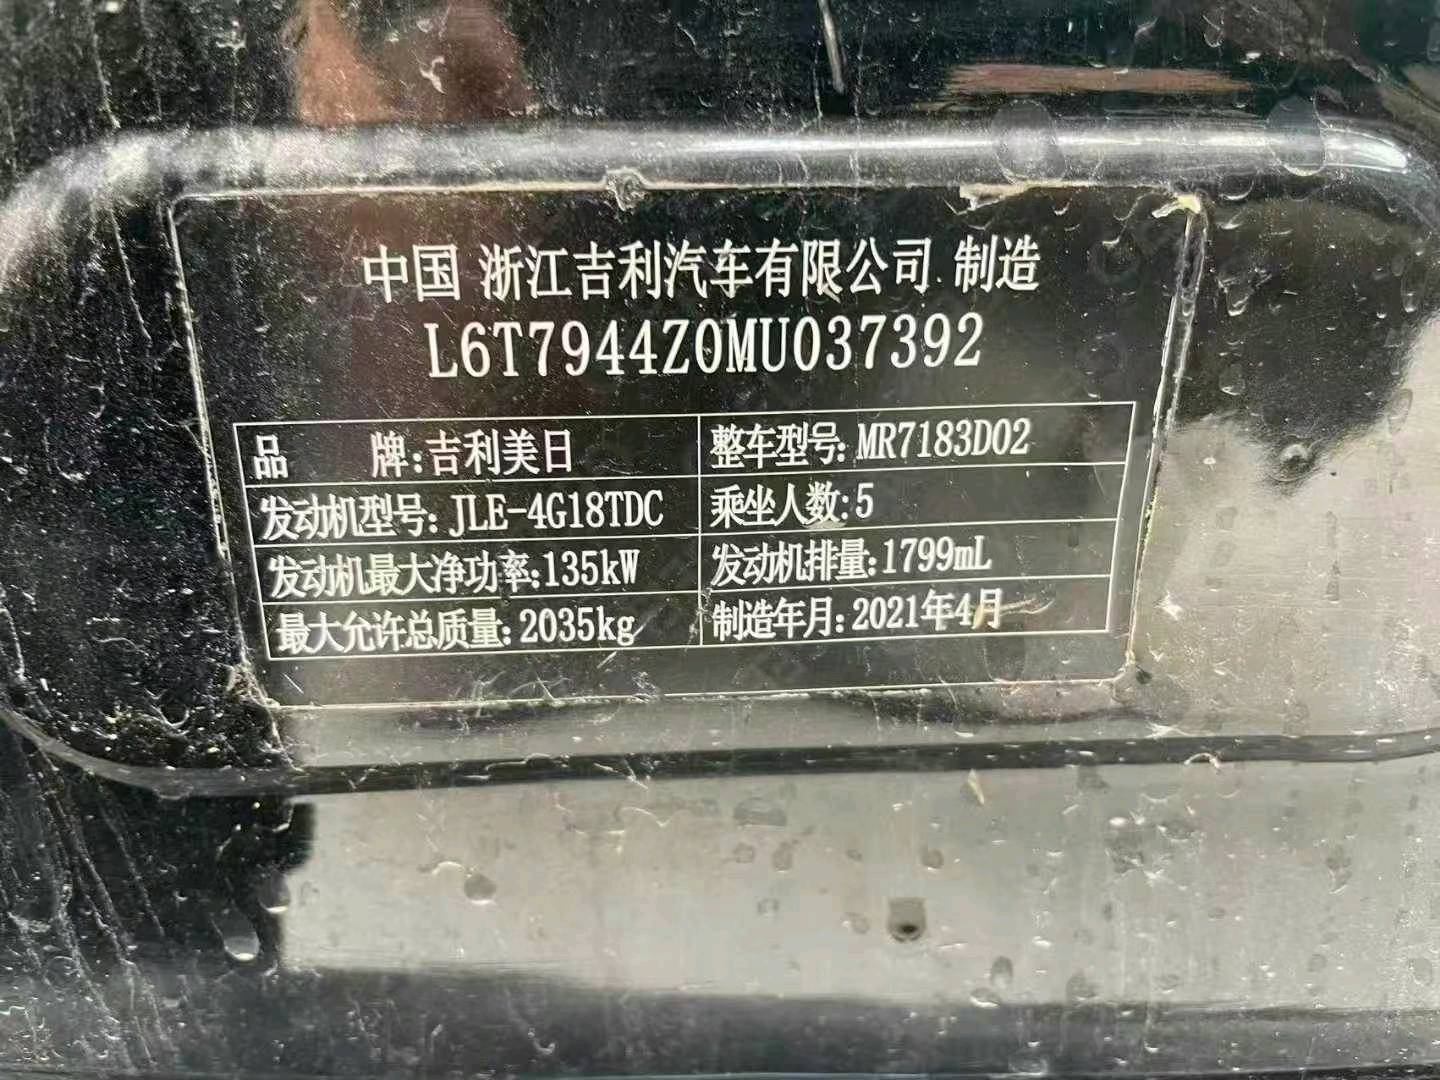 中国 浙江吉利汽车有限公司 制造
L6T7944Z0MU037392
品 牌:吉利美日 整车型号:MR7183D02
发动机型号:JLE-4G18TDC 乘坐人数:5
发动机最大净功率:135kW 发动机排量:1799mL
最大允许总质量:2035kg 制造年月:2021年4月